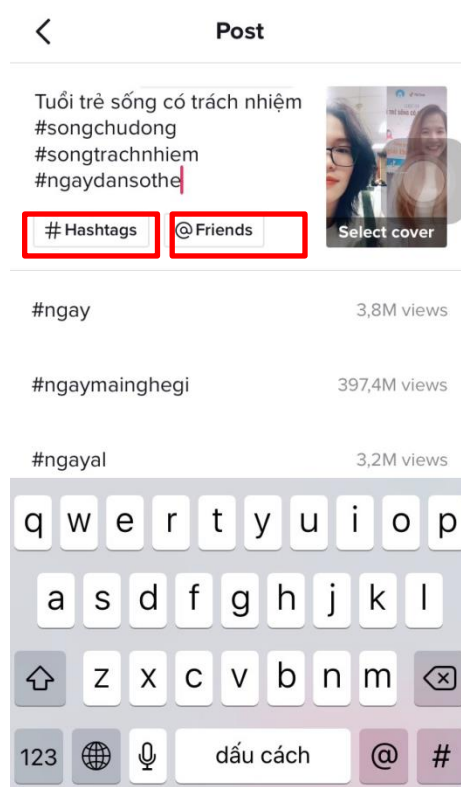 Post
Tuổi trẻ sống có trách nhiệm
#songchudong
#songtrachnhiem
#ngaydansothe
# Hashtags
@ Friends
Select cover
#ngay 3,8M views
#ngaymainghegi 397,4M views
#ngayal 3,2M views
q w e r t y u i o p
a s d f g h j k l
z x c v b n m
123 dấu cách @ #